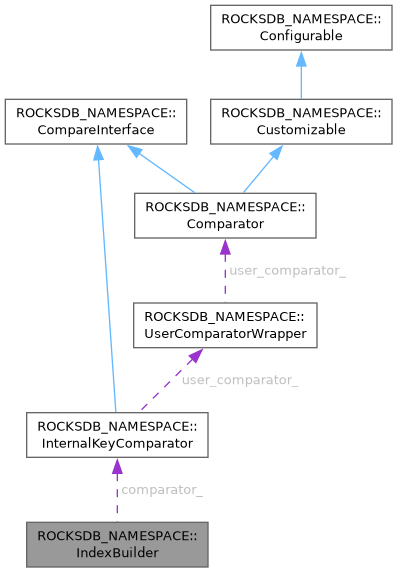 ROCKSDB_NAMESPACE::
Configurable
ROCKSDB_NAMESPACE::
CompareInterface
ROCKSDB_NAMESPACE::
Customizable
ROCKSDB_NAMESPACE::
Comparator
user_comparator_
ROCKSDB_NAMESPACE::
UserComparatorWrapper
user_comparator_
ROCKSDB_NAMESPACE::
InternalKeyComparator
comparator_
ROCKSDB_NAMESPACE::
IndexBuilder